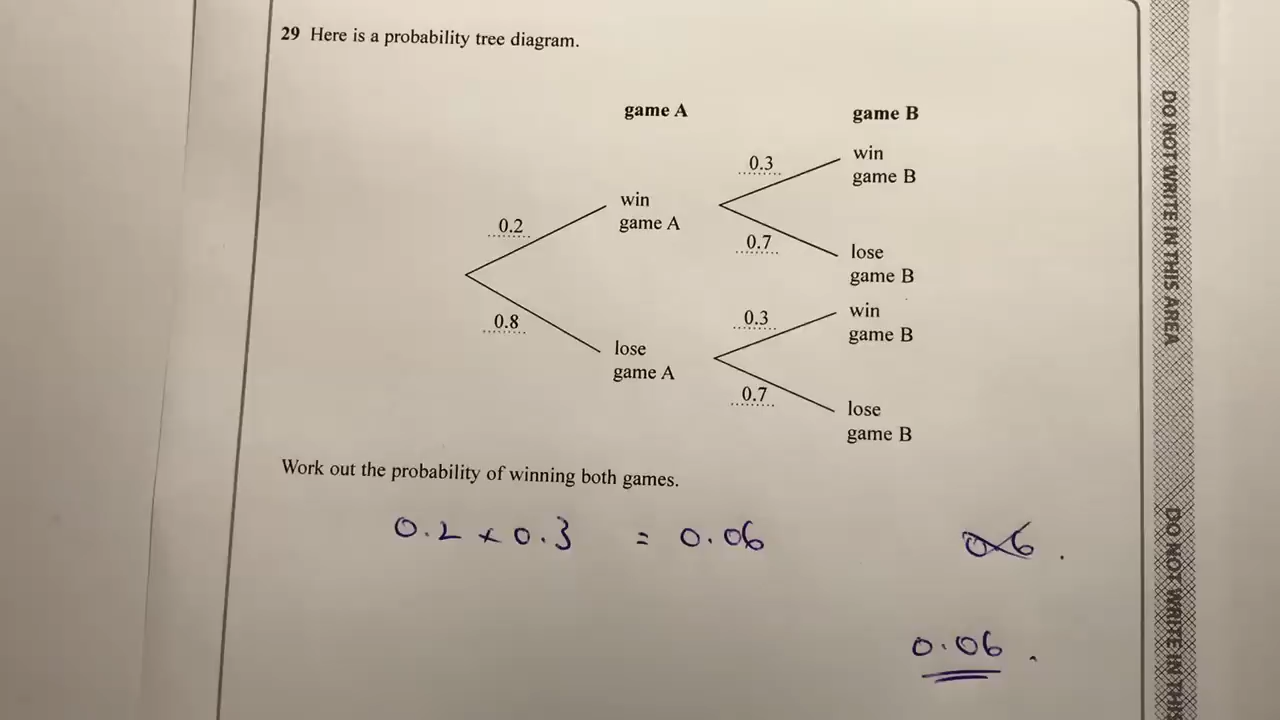 29 Here is a probability tree diagram.
game A
game B
0.3
win
game B
win
game A
0.2
0.7
lose
game B
0.3
win
game B
0.8
lose
game A
0.7
lose
game B
Work out the probability of winning both games.
0.2 × 0.3 = 0.06
0.06
DO NOT WRITE IN THIS AREA
DO NOT WRITE IN THIS